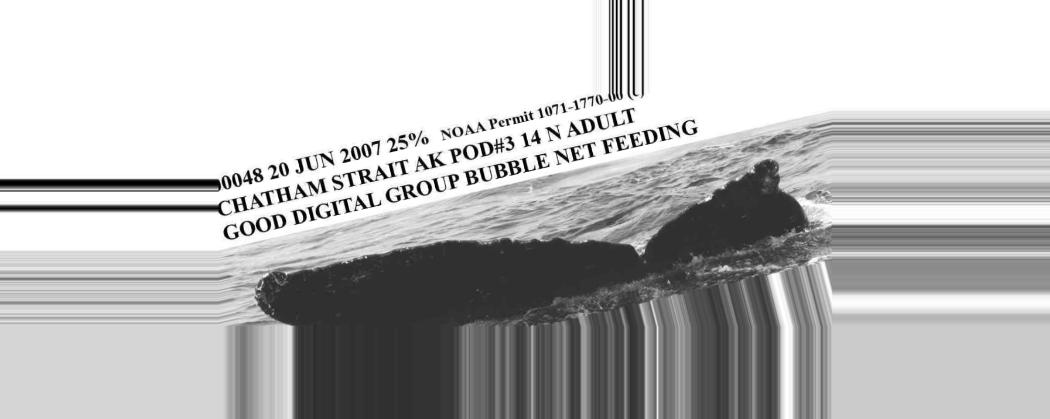 0048 20 JUN 2007 25% NOAA Permit 1071-1770-00 (C)
CHATHAM STRAIT AK POD#3 14 N ADULT
GOOD DIGITAL GROUP BUBBLE NET FEEDING